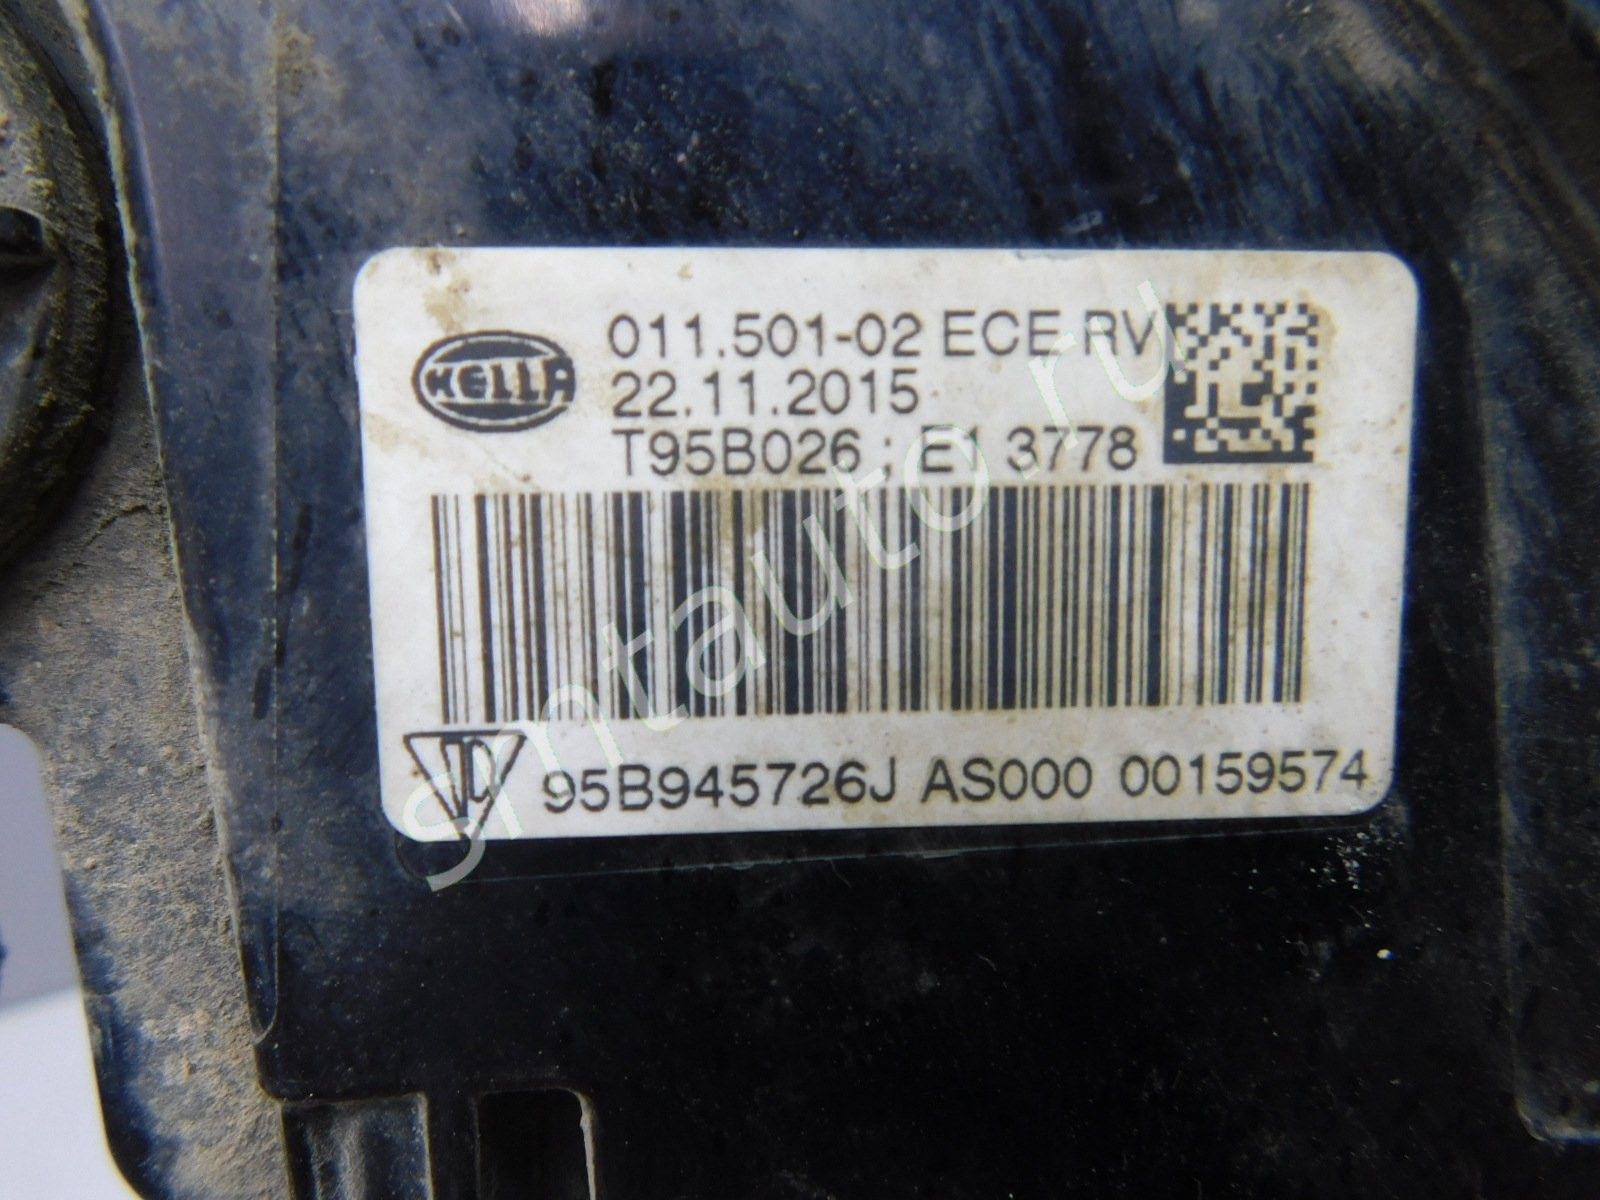 HELLA
011.501-02 ECE RV
22.11.2015
T95B026 ; E1 3778
95B945726J AS000 00159574
smtauto.ru